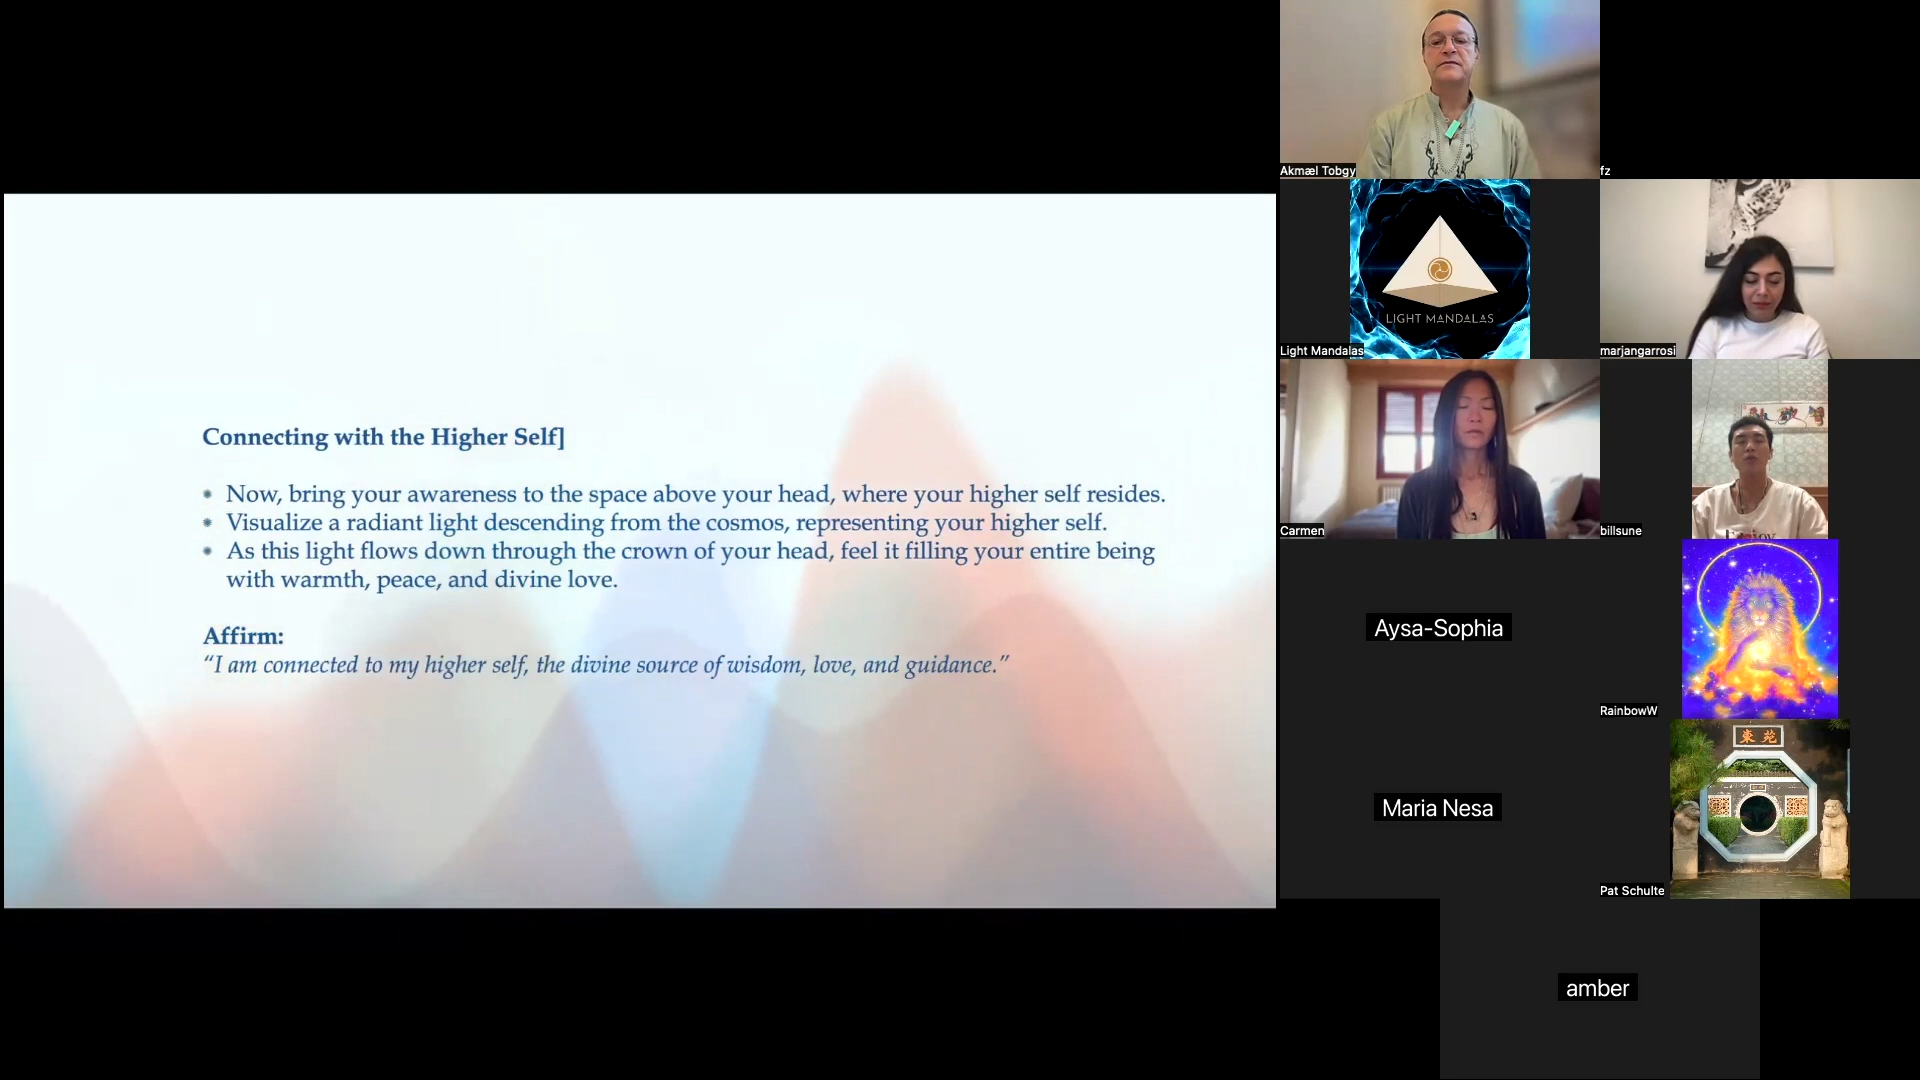 Connecting with the Higher Self]
Now, bring your awareness to the space above your head, where your higher self resides.
Visualize a radiant light descending from the cosmos, representing your higher self.
As this light flows down through the crown of your head, feel it filling your entire being
with warmth, peace, and divine love.
Affirm:
“I am connected to my higher self, the divine source of wisdom, love, and guidance.”
Akmæl Tobgy
fz
LIGHT MANDALAS
Light Mandalas
marjangarrosi
Carmen
billsune
Aysa-Sophia
RainbowW
Maria Nesa
東苑
Pat Schulte
amber